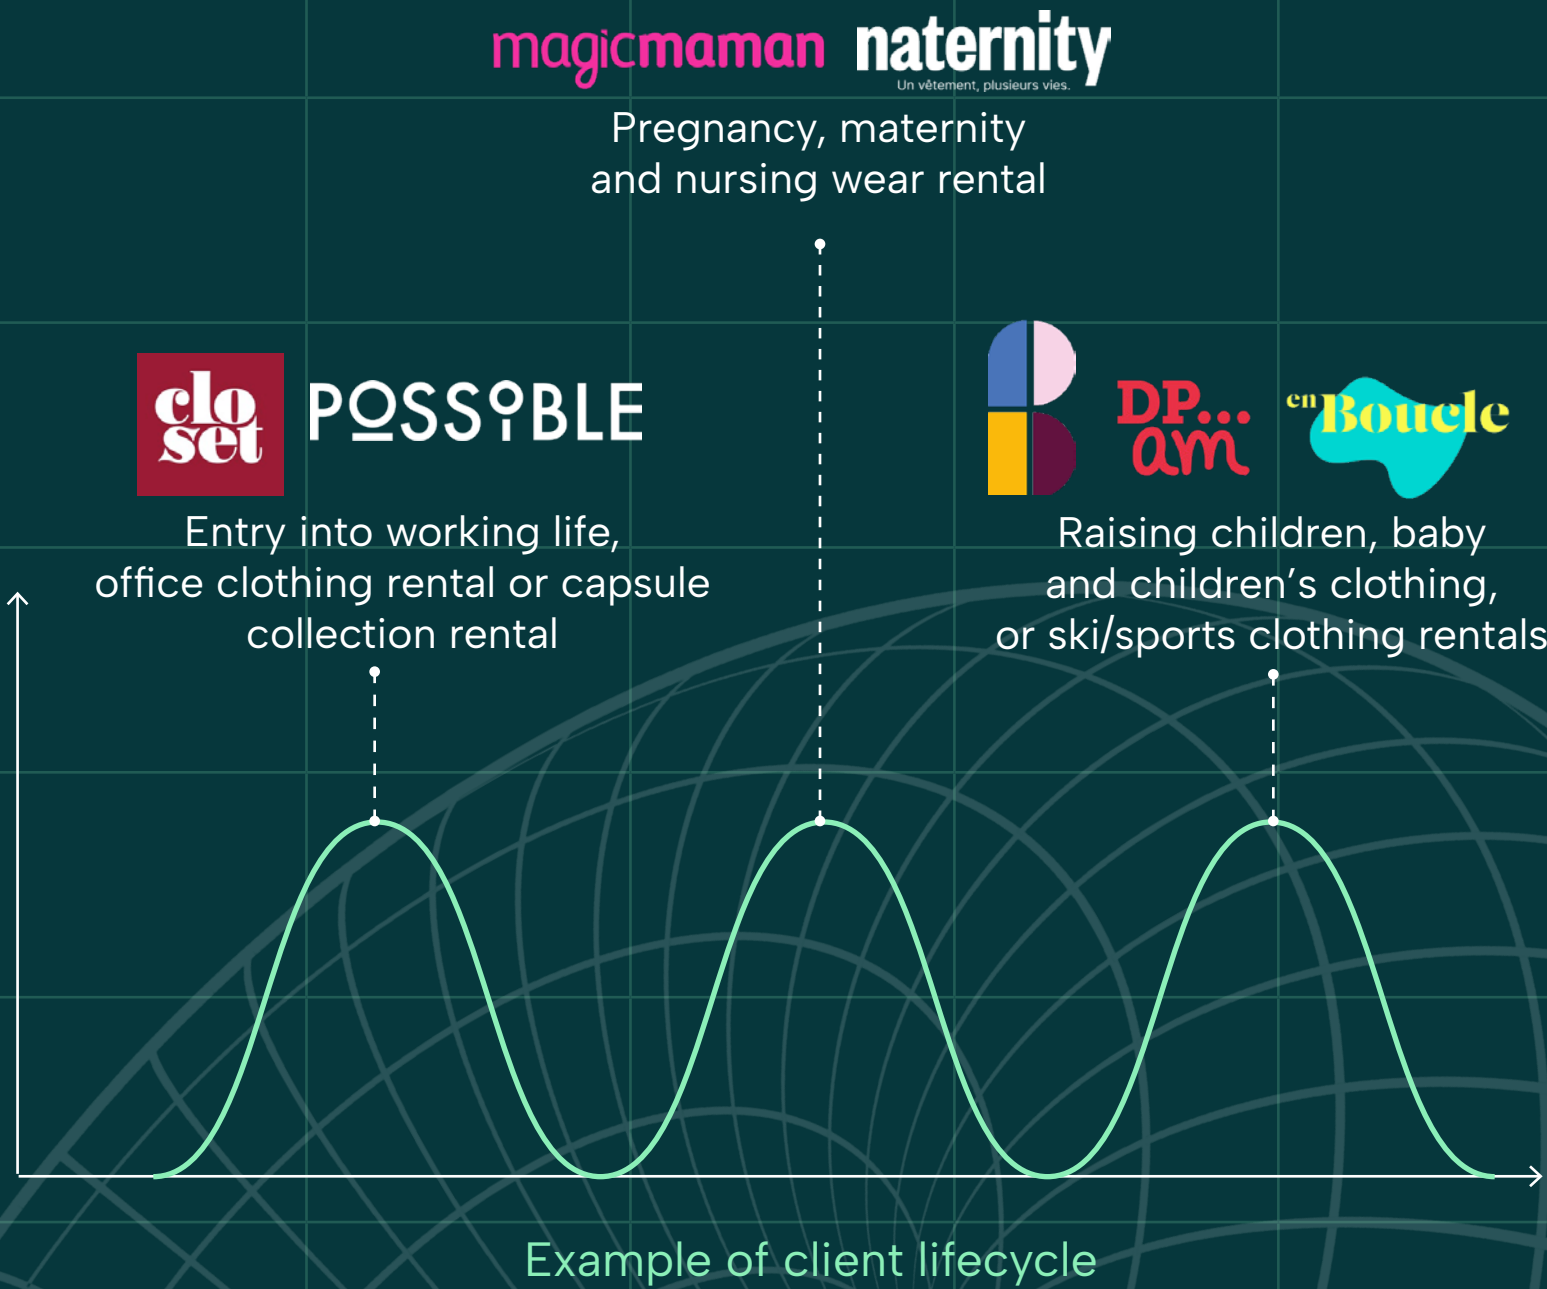 magicmaman
naternity
Un vêtement, plusieurs vies.
Pregnancy, maternity
and nursing wear rental
clo
set
POSSIBLE
Entry into working life,
office clothing rental or capsule
collection rental
DP...
am
en Boucle
Raising children, baby
and children’s clothing,
or ski/sports clothing rentals
Example of client lifecycle